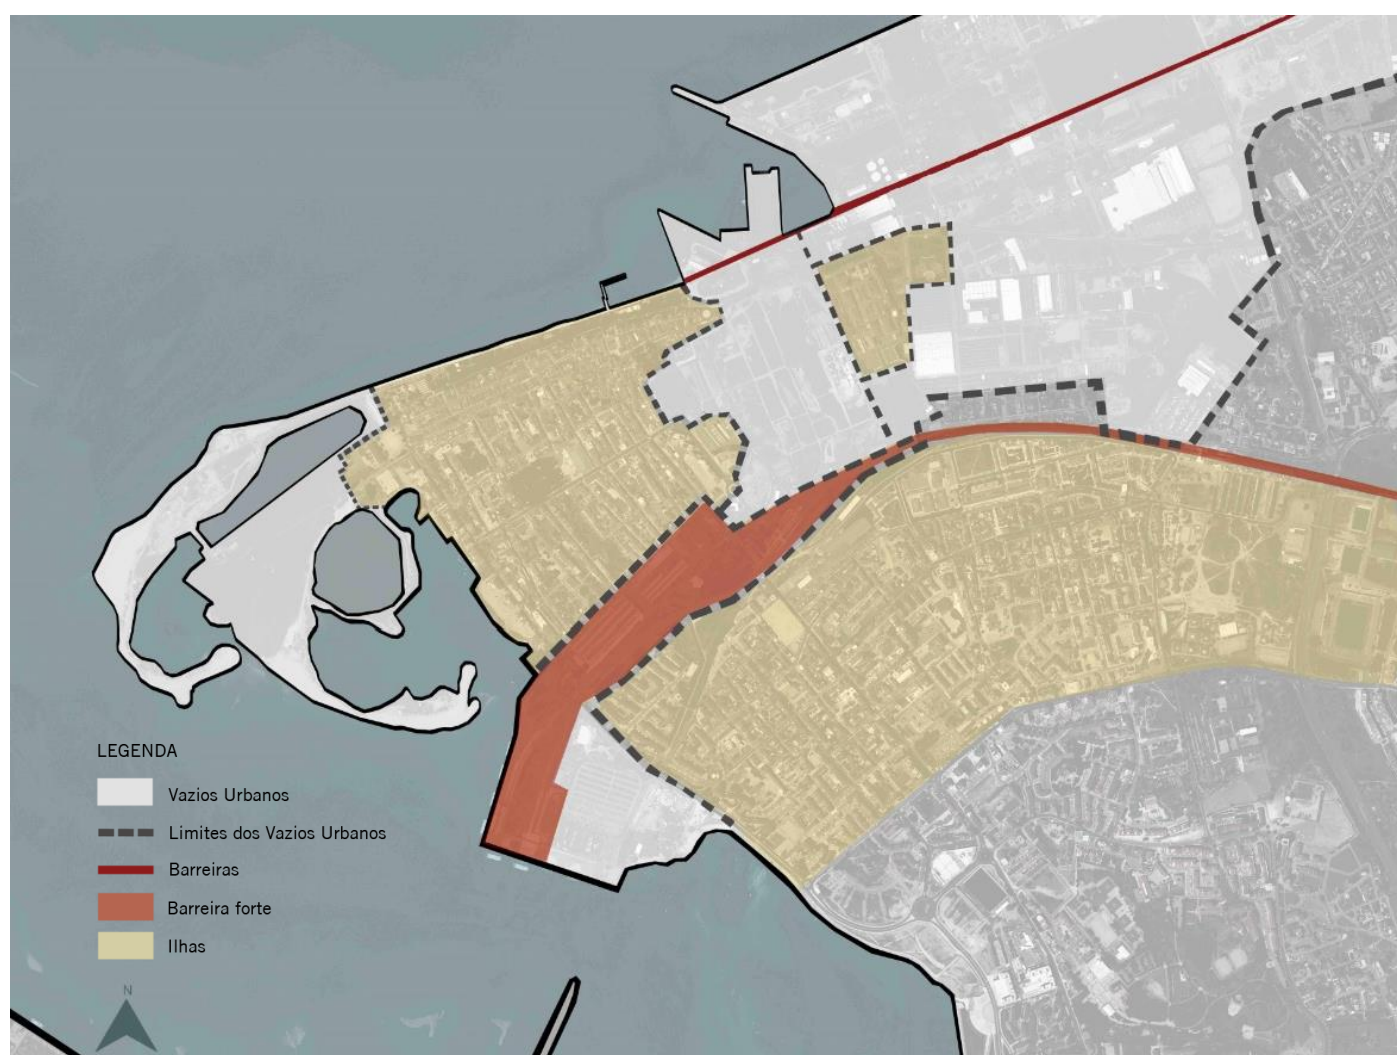 LEGENDA
Vazios Urbanos
Limites dos Vazios Urbanos
Barreiras
Barreira forte
Ilhas
N